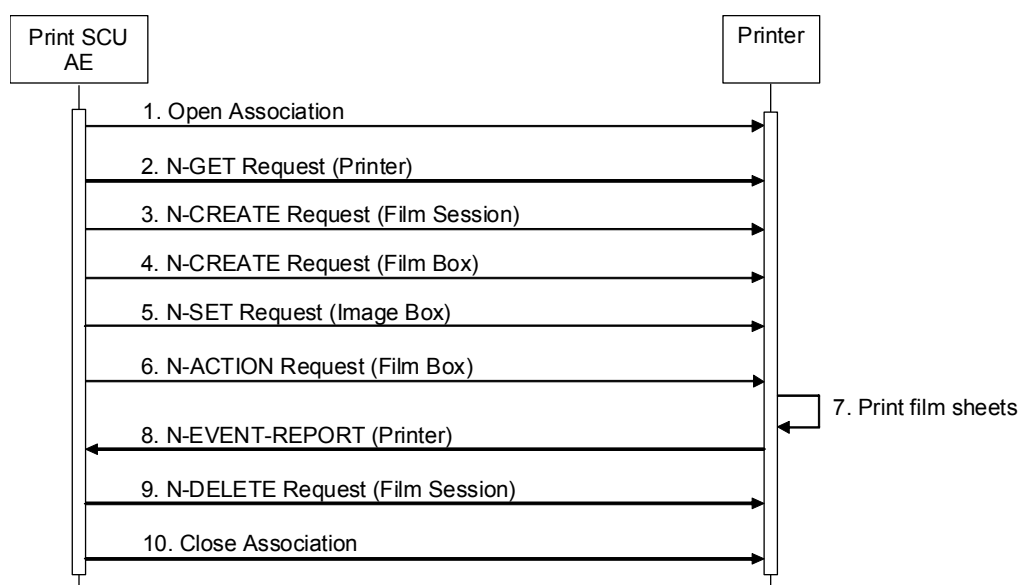 Print SCU
AE
Printer
1. Open Association
2. N-GET Request (Printer)
3. N-CREATE Request (Film Session)
4. N-CREATE Request (Film Box)
5. N-SET Request (Image Box)
6. N-ACTION Request (Film Box)
7. Print film sheets
8. N-EVENT-REPORT (Printer)
9. N-DELETE Request (Film Session)
10. Close Association